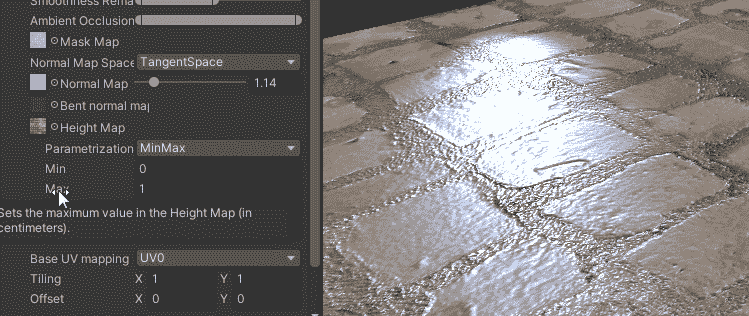 Smoothness Rema
Ambient Occlusion
Mask Map
Normal Map Space TangentSpace
Normal Map 1.14
Bent normal map
Height Map
Parametrization MinMax
Min 0
Max 1
Sets the maximum value in the Height Map (in
centimeters).
Base UV mapping UV0
Tiling X 1 Y 1
Offset X 0 Y 0